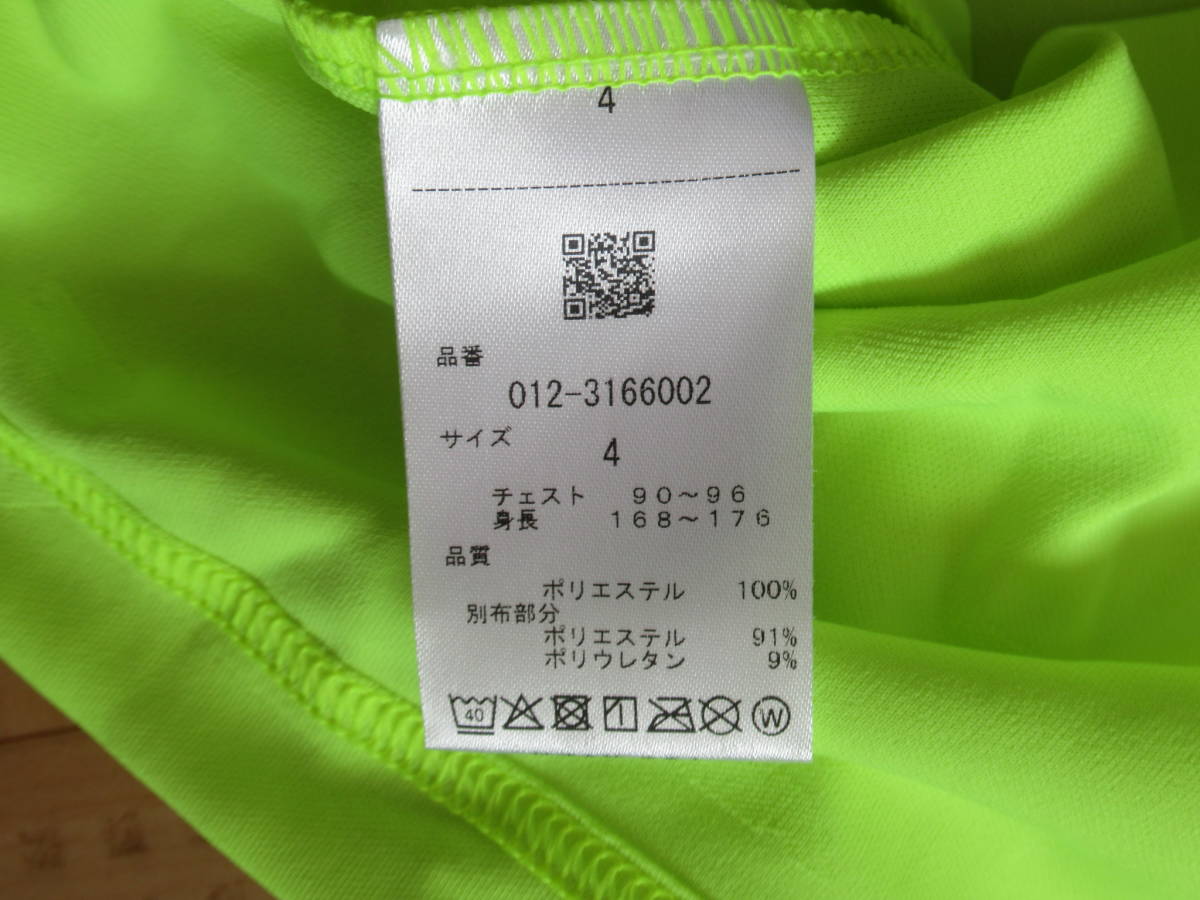 4
品番
012-3166002
サイズ
4
チェスト 90～96
身長 168～176
品質
ポリエステル 100%
別布部分
ポリエステル 91%
ポリウレタン 9%
40 W